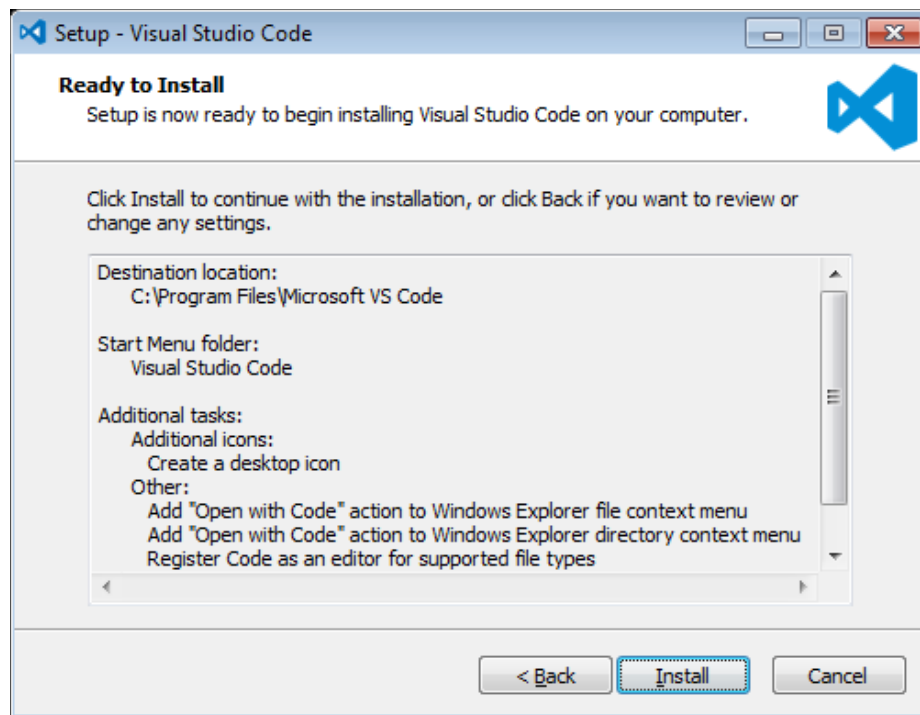 Setup - Visual Studio Code
Ready to Install
Setup is now ready to begin installing Visual Studio Code on your computer.
Click Install to continue with the installation, or click Back if you want to review or
change any settings.
Destination location:
C:\Program Files\Microsoft VS Code
Start Menu folder:
Visual Studio Code
Additional tasks:
Additional icons:
Create a desktop icon
Other:
Add "Open with Code" action to Windows Explorer file context menu
Add "Open with Code" action to Windows Explorer directory context menu
Register Code as an editor for supported file types
< Back
Install
Cancel